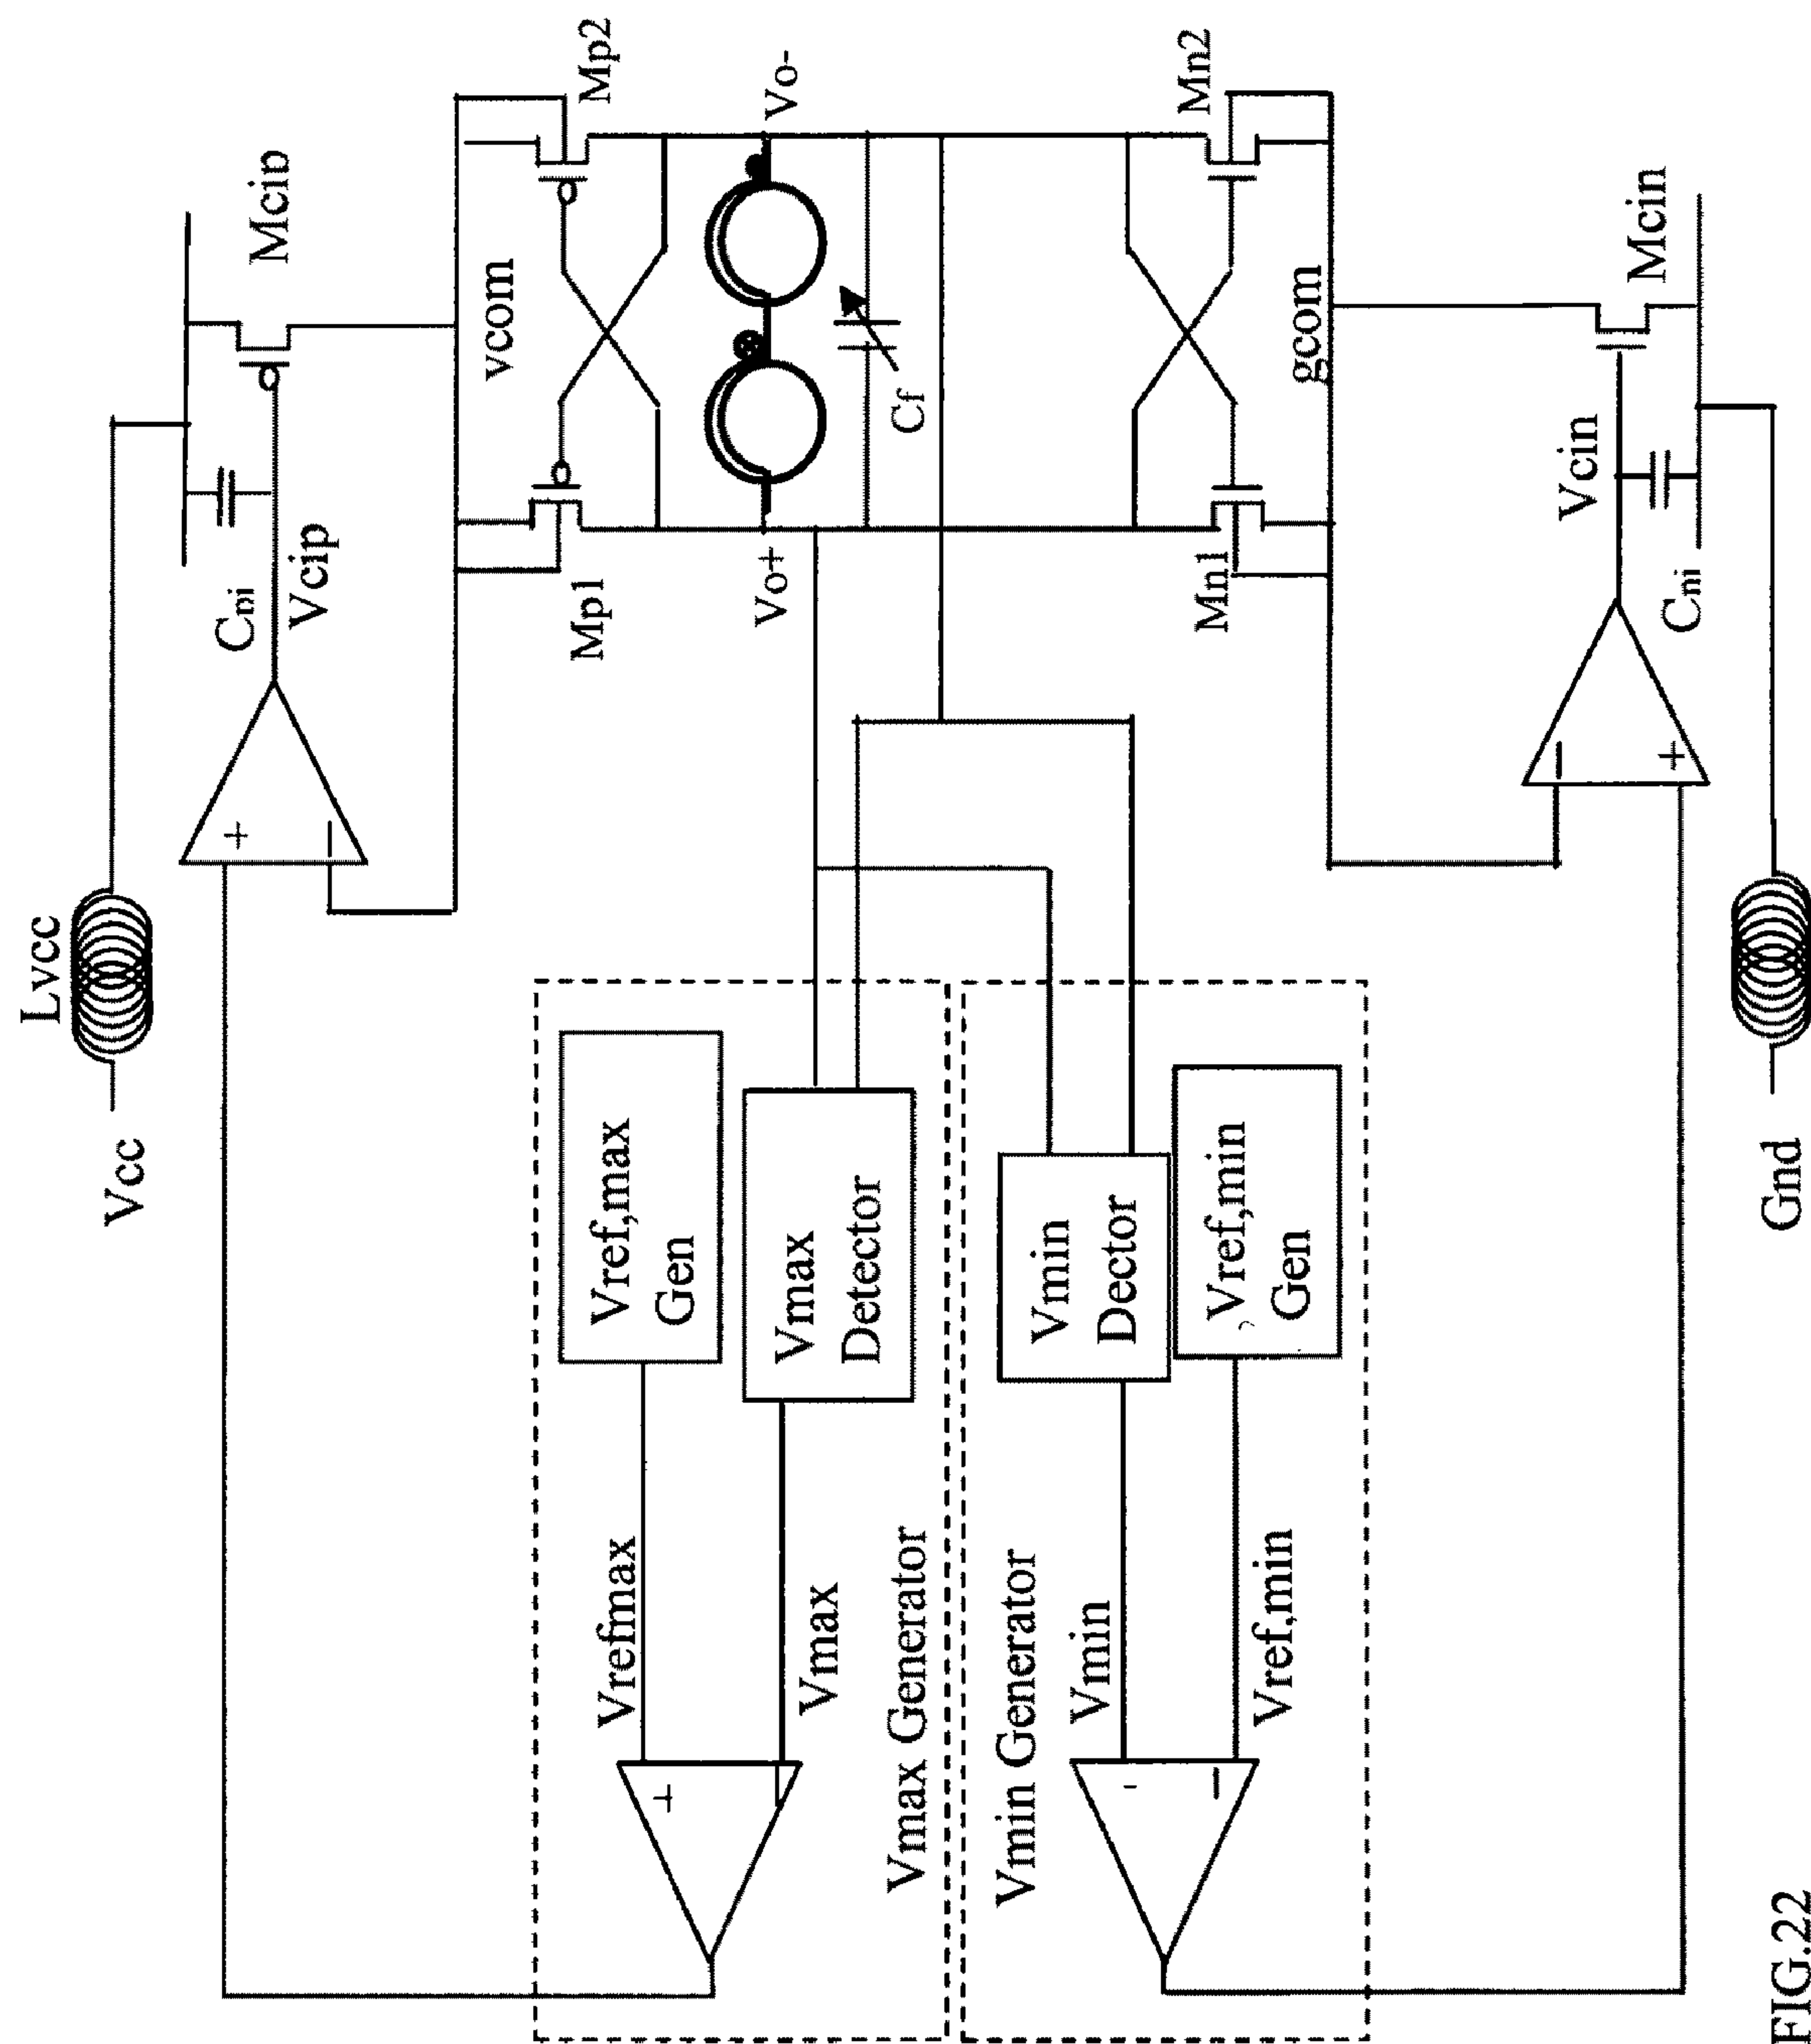 Lvcc
Vcc
Mcip
Cni
Vcip
vcom
Mp2
Mp1
Vo-
Vo+
Cf
Mn2
Mn1
gcom
Mcin
Vcin
Cni
Gnd
Vref,max
Gen
Vmax
Detector
Vmin
Dector
Vref,min
Gen
Vrefmax
Vmax
Vmax Generator
Vmin Generator
Vmin
Vref,min
+
+
FIG.22